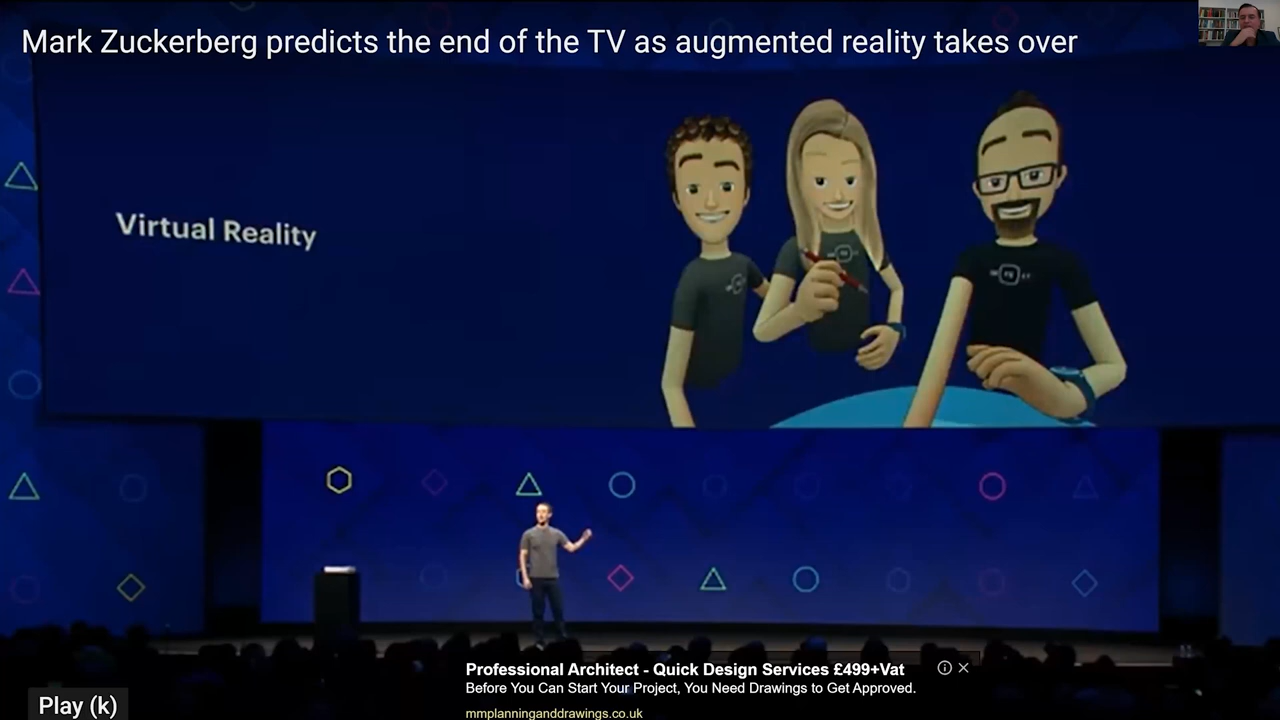 Mark Zuckerberg predicts the end of the TV as augmented reality takes over
Virtual Reality
Professional Architect - Quick Design Services £499+Vat
Before You Can Start Your Project, You Need Drawings to Get Approved.
mmplanninganddrawings.co.uk
Play (k)